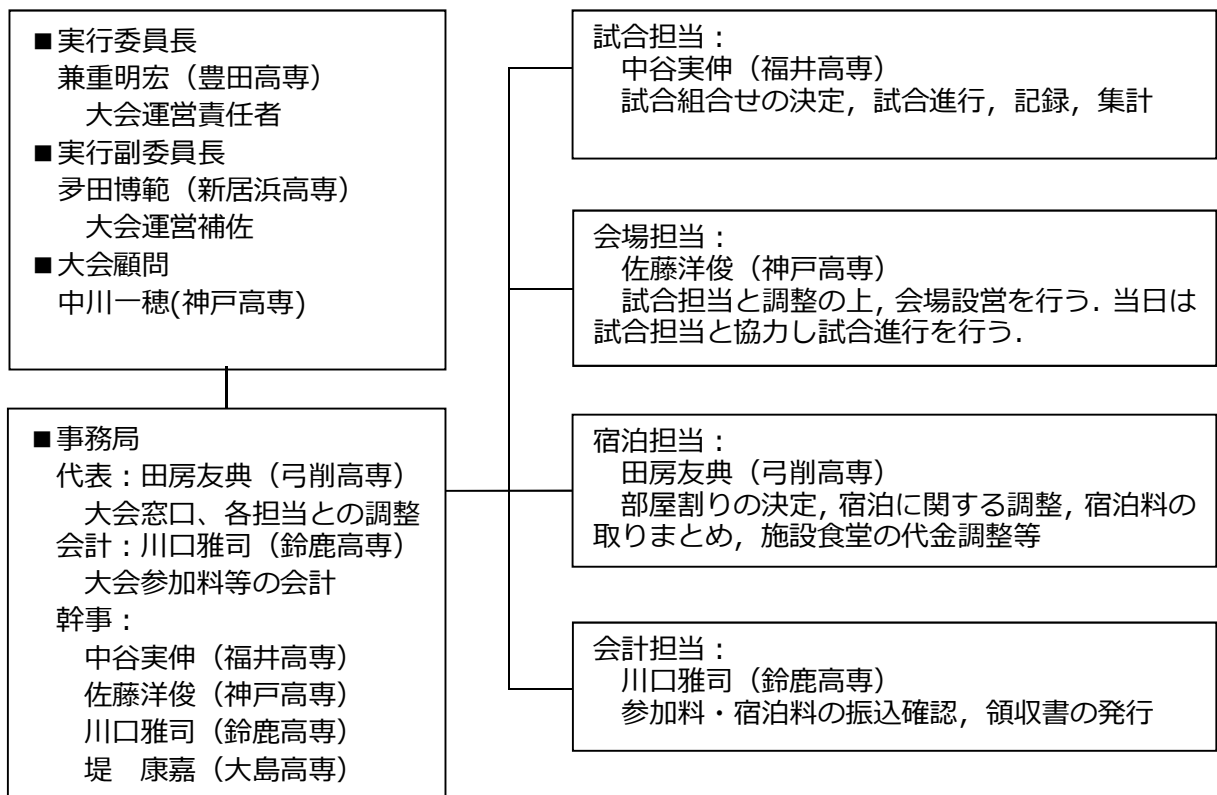 ■実行委員長
兼重明宏（豊田高専）
大会運営責任者
■実行副委員長
夛田博範（新居浜高専）
大会運営補佐
■大会顧問
中川一穂(神戸高専)
■事務局
代表：田房友典（弓削高専）
大会窓口、各担当との調整
会計：川口雅司（鈴鹿高専）
大会参加料等の会計
幹事：
中谷実伸（福井高専）
佐藤洋俊（神戸高専）
川口雅司（鈴鹿高専）
堤　康嘉（大島高専）
試合担当：
中谷実伸（福井高専）
試合組合せの決定，試合進行，記録，集計
会場担当：
佐藤洋俊（神戸高専）
試合担当と調整の上，会場設営を行う．当日は
試合担当と協力し試合進行を行う．
宿泊担当：
田房友典（弓削高専）
部屋割りの決定，宿泊に関する調整，宿泊料の
取りまとめ，施設食堂の代金調整等
会計担当：
川口雅司（鈴鹿高専）
参加料・宿泊料の振込確認，領収書の発行